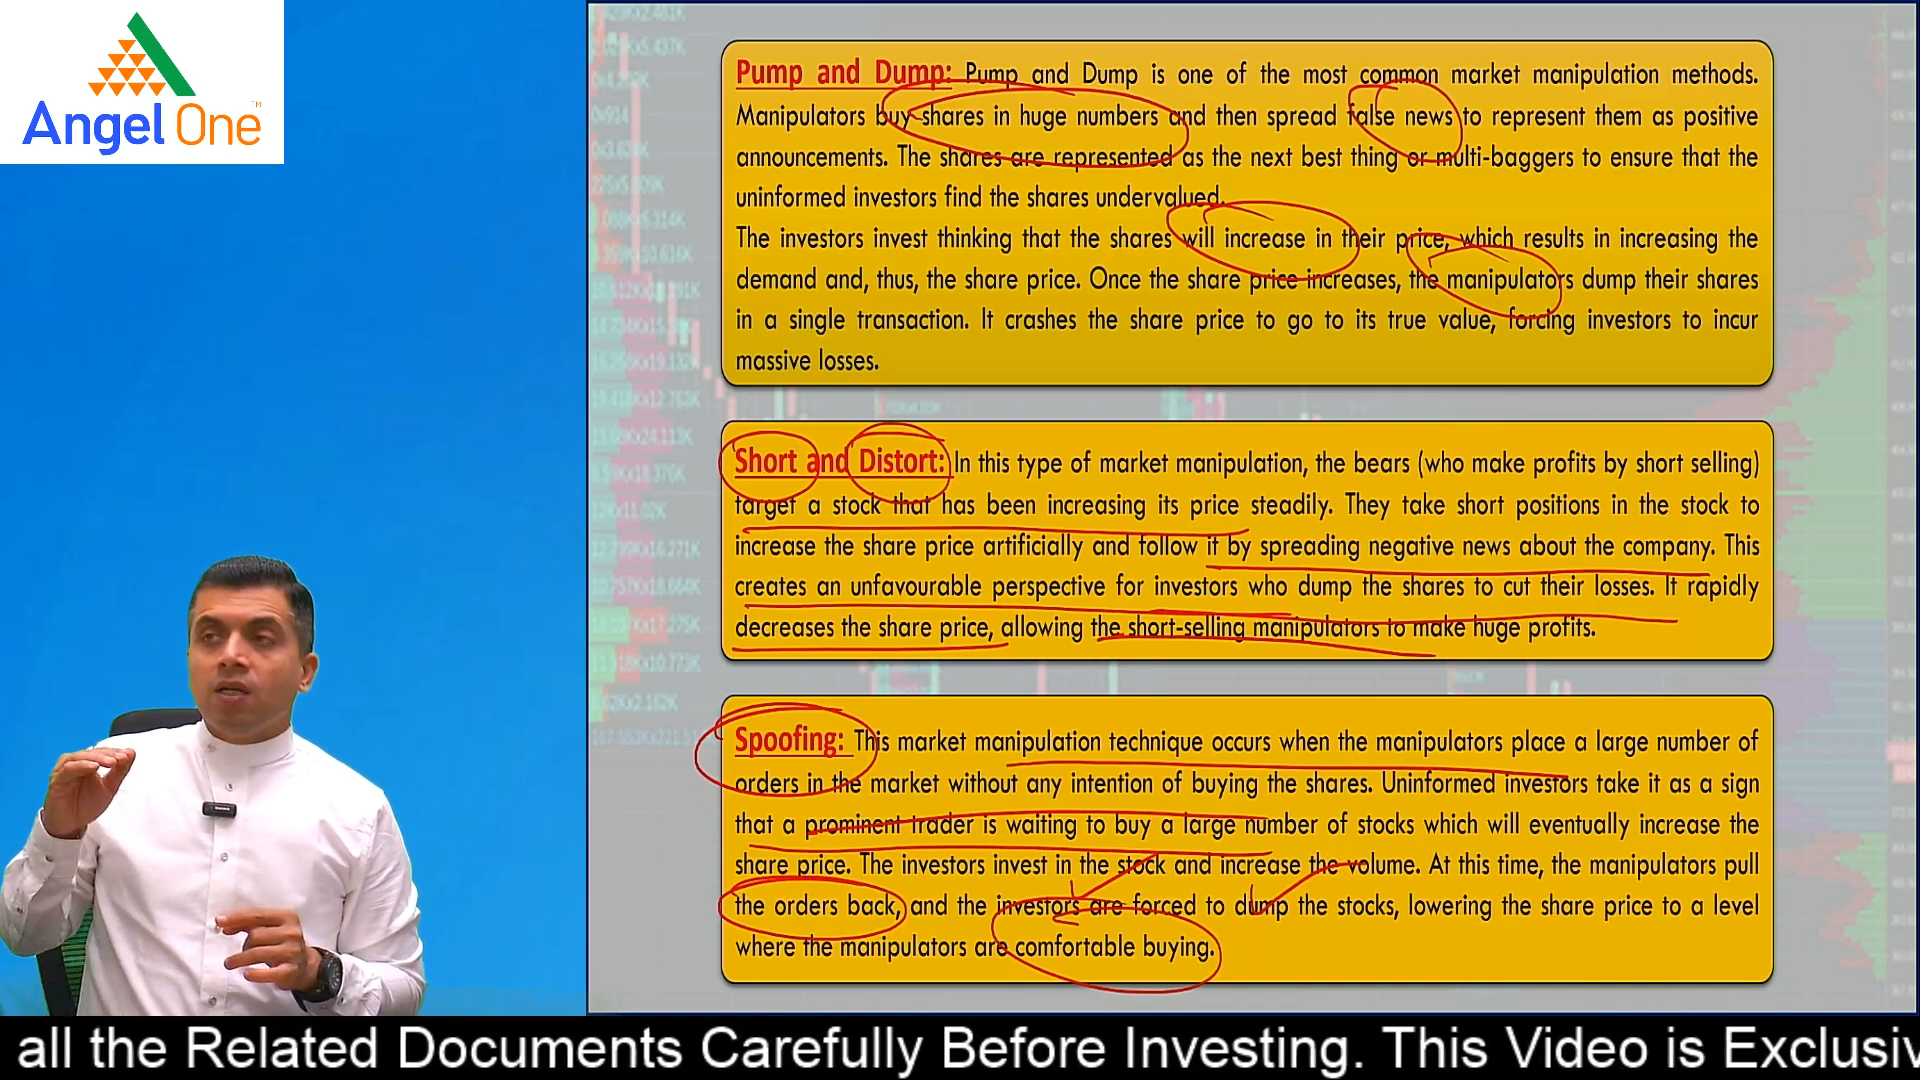 Angel One
TM
Pump and Dump: Pump and Dump is one of the most common market manipulation methods.
Manipulators buy shares in huge numbers and then spread false news to represent them as positive
announcements. The shares are represented as the next best thing or multi-baggers to ensure that the
uninformed investors find the shares undervalued.
The investors invest thinking that the shares will increase in their price, which results in increasing the
demand and, thus, the share price. Once the share price increases, the manipulators dump their shares
in a single transaction. It crashes the share price to go to its true value, forcing investors to incur
massive losses.
Short and Distort: In this type of market manipulation, the bears (who make profits by short selling)
target a stock that has been increasing its price steadily. They take short positions in the stock to
increase the share price artificially and follow it by spreading negative news about the company. This
creates an unfavourable perspective for investors who dump the shares to cut their losses. It rapidly
decreases the share price, allowing the short-selling manipulators to make huge profits.
Spoofing: This market manipulation technique occurs when the manipulators place a large number of
orders in the market without any intention of buying the shares. Uninformed investors take it as a sign
that a prominent trader is waiting to buy a large number of stocks which will eventually increase the
share price. The investors invest in the stock and increase the volume. At this time, the manipulators pull
the orders back, and the investors are forced to dump the stocks, lowering the share price to a level
where the manipulators are comfortable buying.
all the Related Documents Carefully Before Investing. This Video is Exclusiv